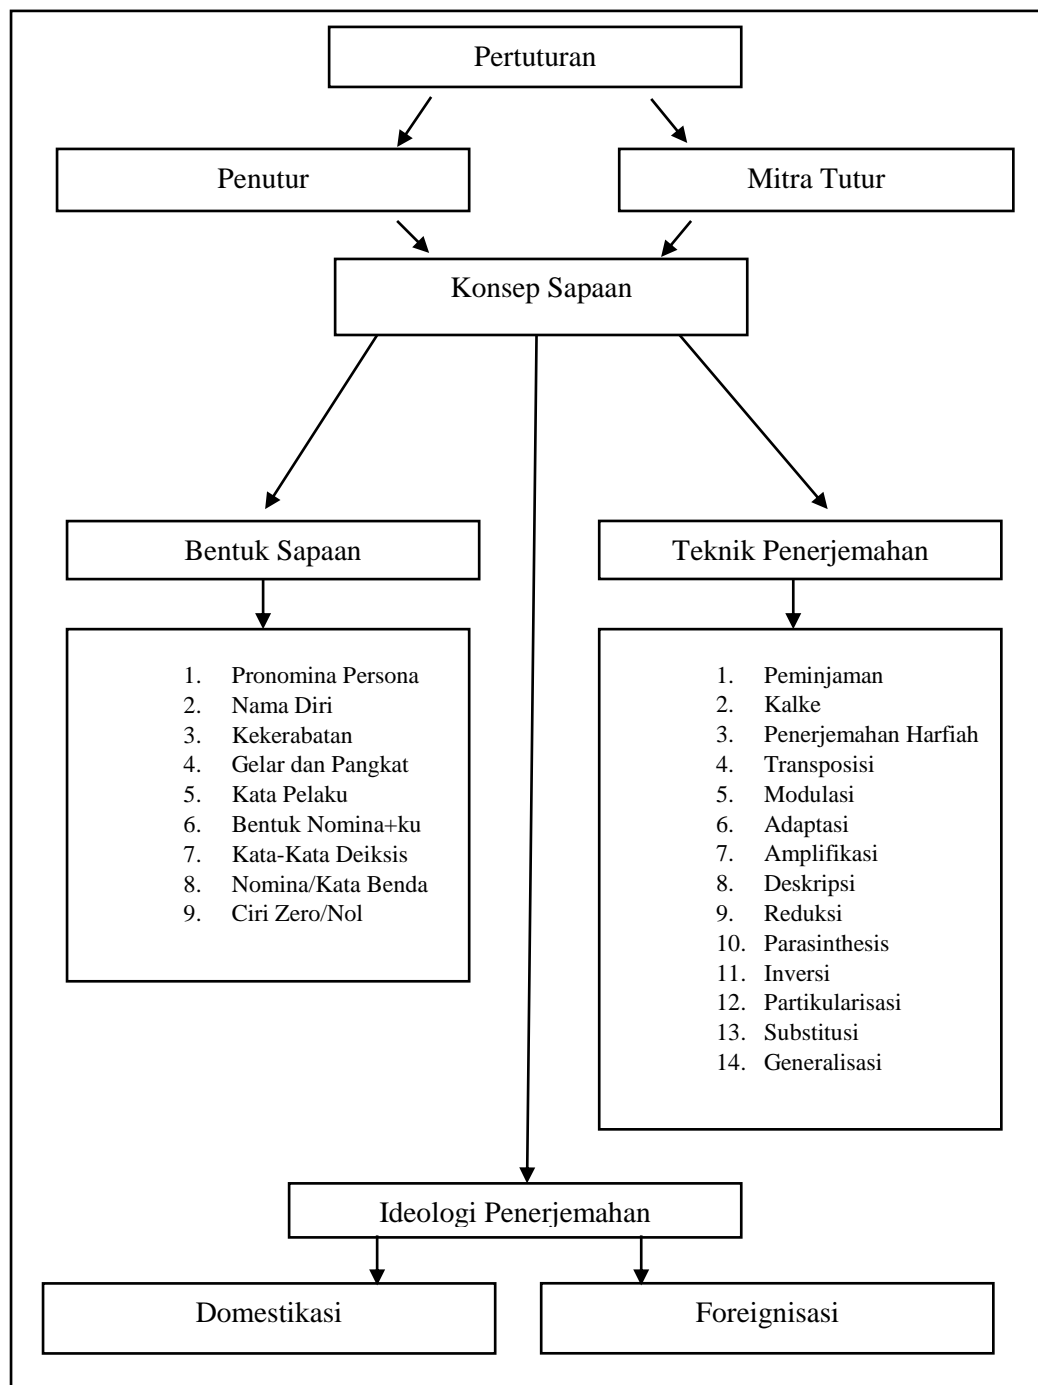 Pertuturan
Penutur
Mitra Tutur
Konsep Sapaan
Bentuk Sapaan
Teknik Penerjemahan
1. Pronomina Persona
2. Nama Diri
3. Kekerabatan
4. Gelar dan Pangkat
5. Kata Pelaku
6. Bentuk Nomina+ku
7. Kata-Kata Deiksis
8. Nomina/Kata Benda
9. Ciri Zero/Nol
1. Peminjaman
2. Kalke
3. Penerjemahan Harfiah
4. Transposisi
5. Modulasi
6. Adaptasi
7. Amplifikasi
8. Deskripsi
9. Reduksi
10. Parasinthesis
11. Inversi
12. Partikularisasi
13. Substitusi
14. Generalisasi
Ideologi Penerjemahan
Domestikasi
Foreignisasi